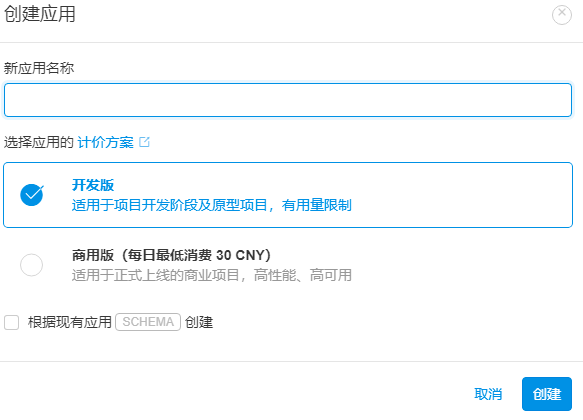 创建应用
新应用名称
选择应用的 计价方案
开发版
适用于项目开发阶段及原型项目，有用量限制
商用版（每日最低消费 30 CNY）
适用于正式上线的商业项目，高性能、高可用
根据现有应用 SCHEMA 创建
取消 创建